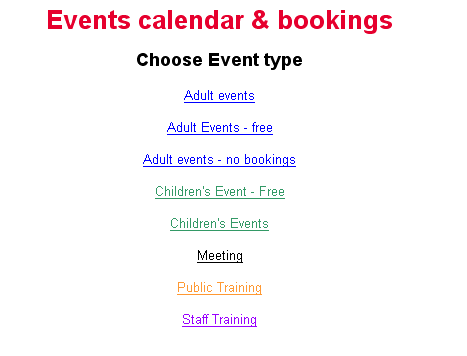 Events calendar & bookings
Choose Event type
Adult events
Adult Events - free
Adult events - no bookings
Children's Event - Free
Children's Events
Meeting
Public Training
Staff Training